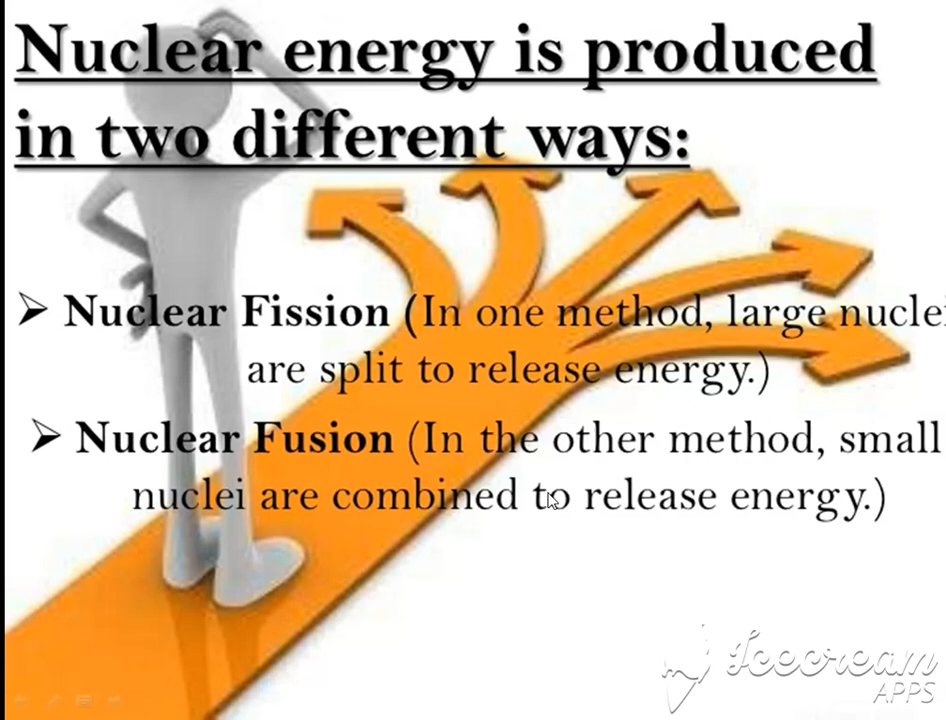 Nuclear energy is produced
in two different ways:
➢ Nuclear Fission (In one method, large nuclei
are split to release energy.)
➢ Nuclear Fusion (In the other method, small
nuclei are combined to release energy.)
Icecream
APPS